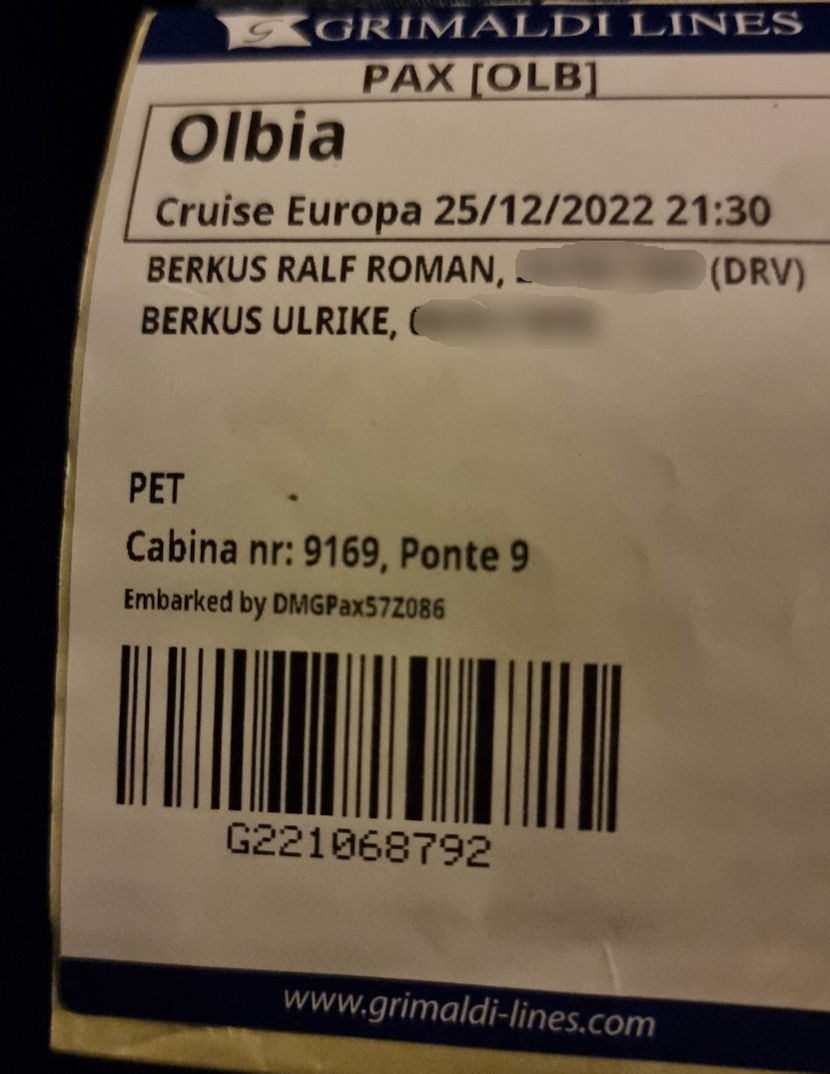 GRIMALDI LINES
PAX [OLB]
Olbia
Cruise Europa 25/12/2022 21:30
BERKUS RALF ROMAN, (DRV)
BERKUS ULRIKE,
PET
Cabina nr: 9169, Ponte 9
Embarked by DMGPax57Z086
G221068792
www.grimaldi-lines.com